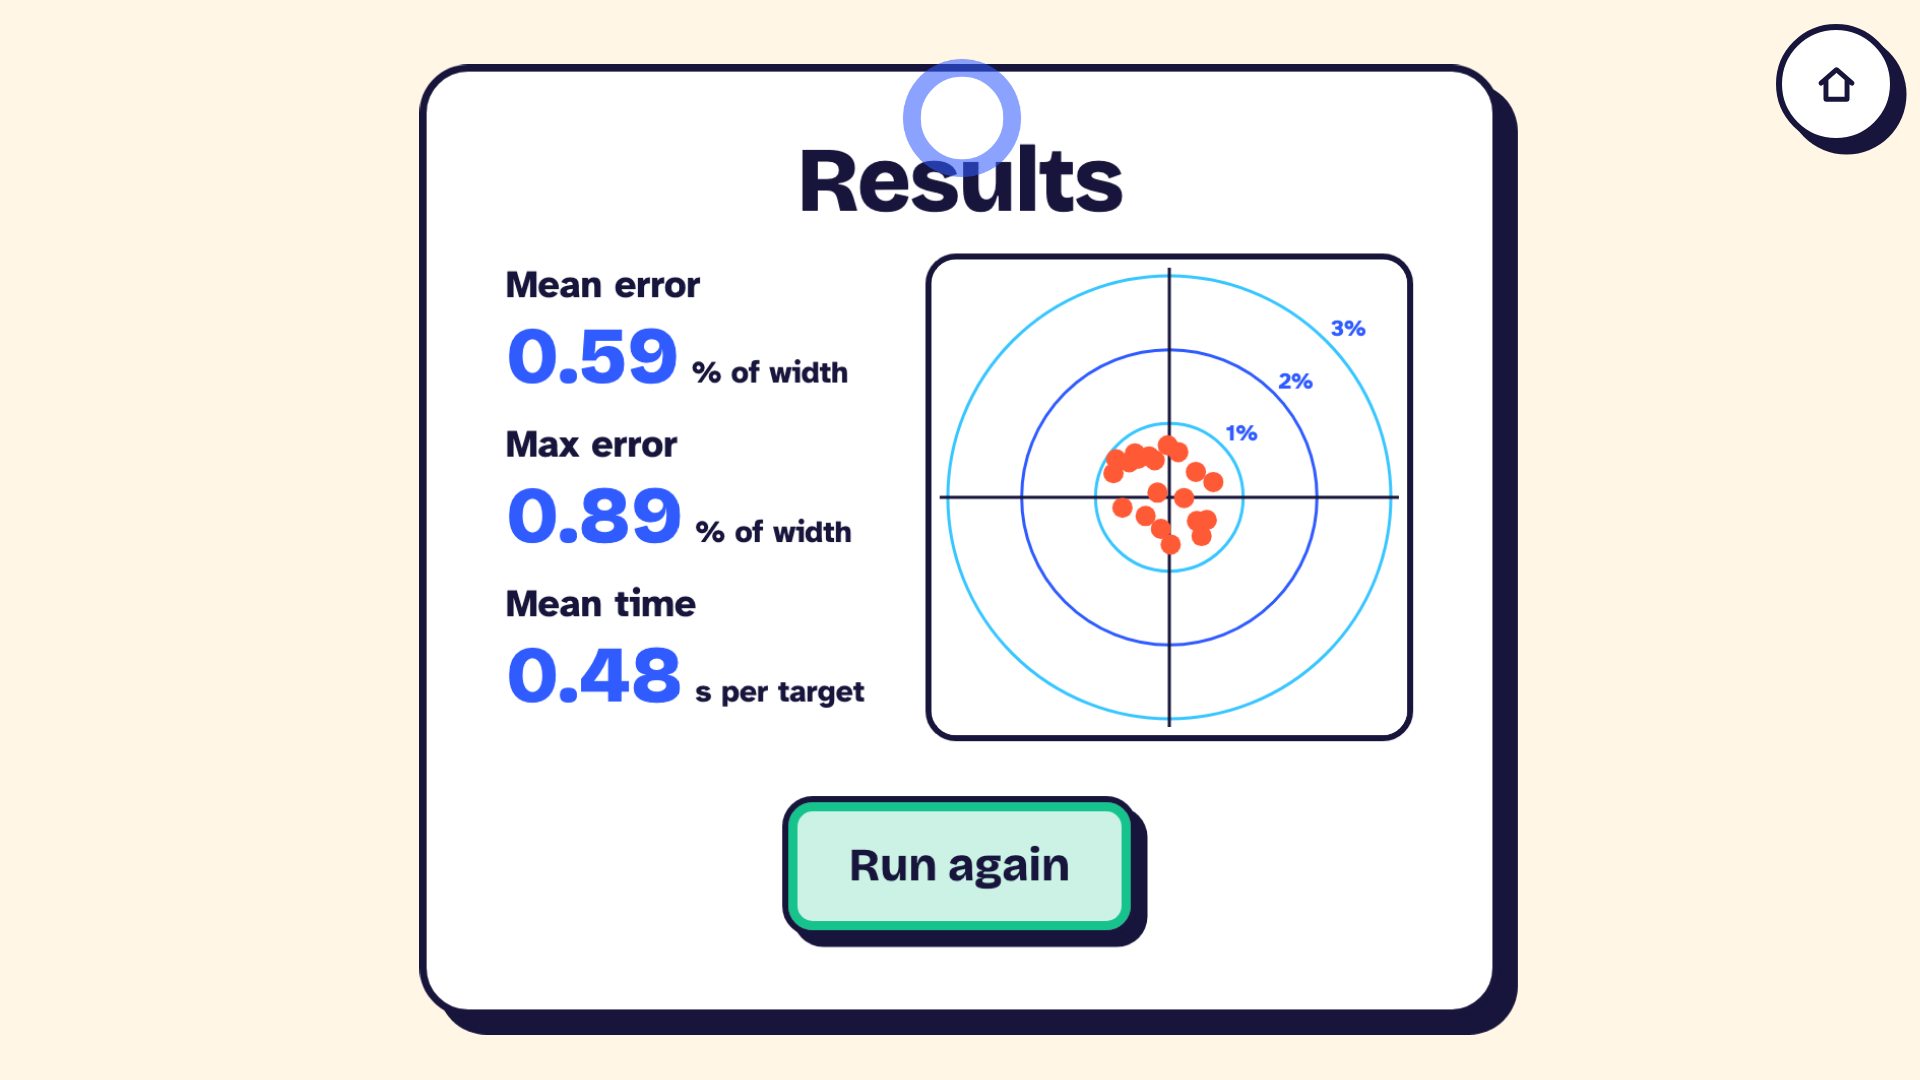 Results
Mean error
0.59 % of width
Max error
0.89 % of width
Mean time
0.48 s per target
3%
2%
1%
Run again